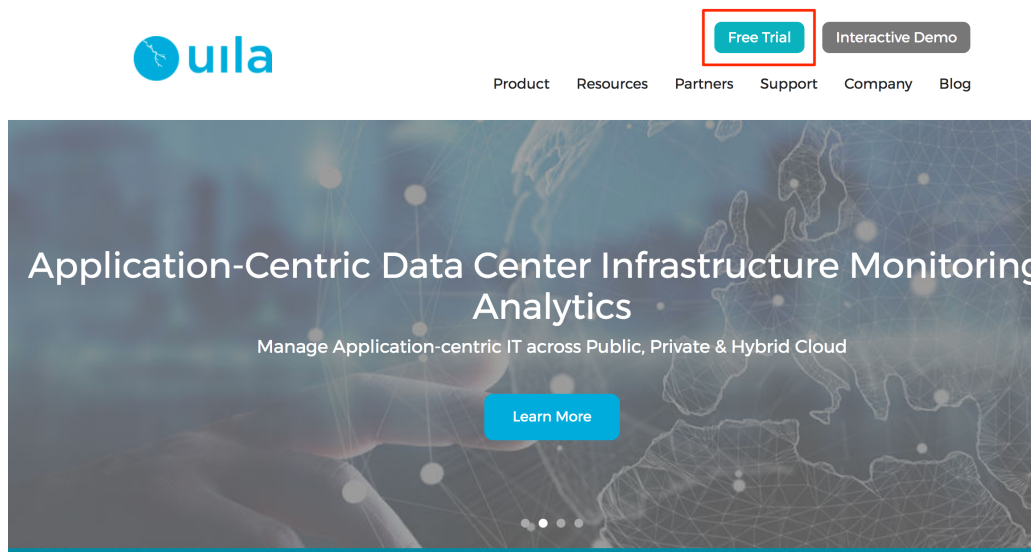 uıla
Free Trial
Interactive Demo
Product Resources Partners Support Company Blog
Application-Centric Data Center Infrastructure Monitoring
Analytics
Manage Application-centric IT across Public, Private & Hybrid Cloud
Learn More